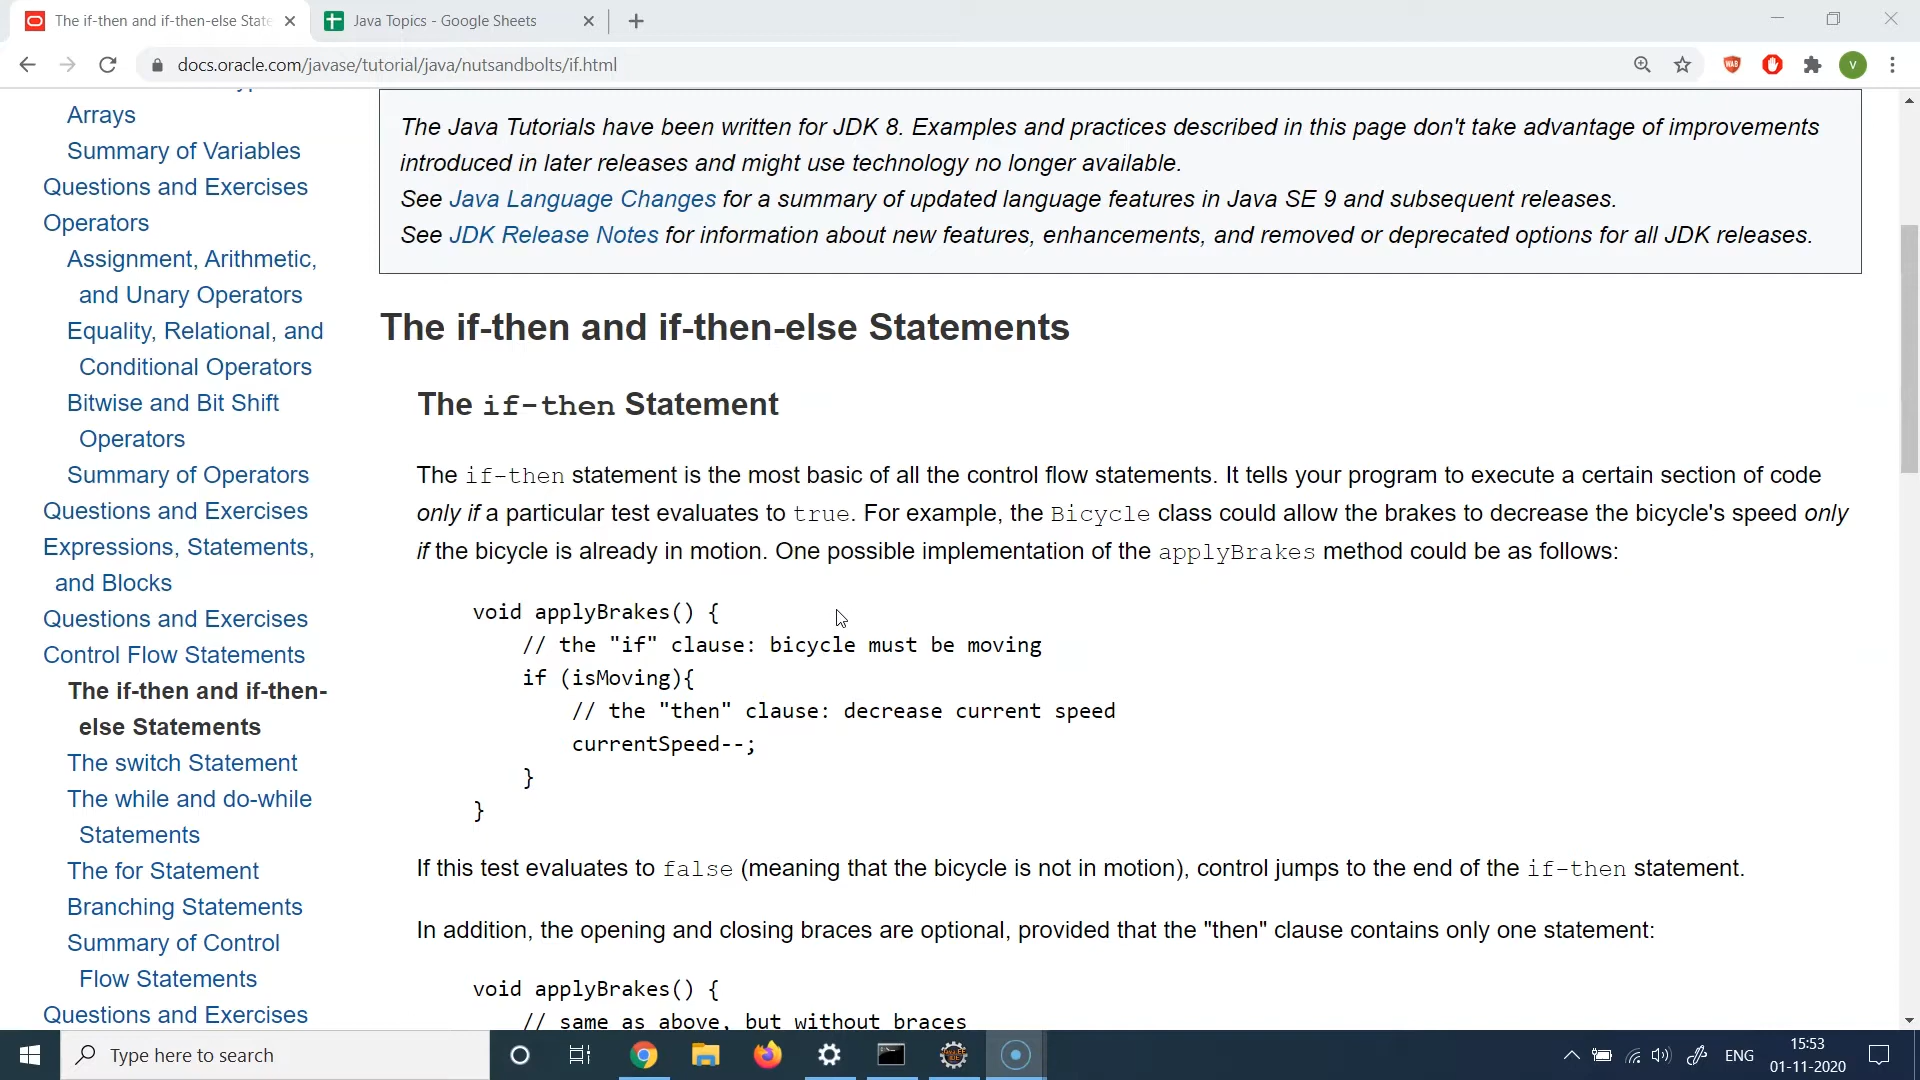 The if-then and if-then-else State
Java Topics - Google Sheets
docs.oracle.com/javase/tutorial/java/nutsandbolts/if.html
V
Arrays
Summary of Variables
Questions and Exercises
Operators
Assignment, Arithmetic,
and Unary Operators
Equality, Relational, and
Conditional Operators
Bitwise and Bit Shift
Operators
Summary of Operators
Questions and Exercises
Expressions, Statements,
and Blocks
Questions and Exercises
Control Flow Statements
The if-then and if-then-
else Statements
The switch Statement
The while and do-while
Statements
The for Statement
Branching Statements
Summary of Control
Flow Statements
Questions and Exercises
The Java Tutorials have been written for JDK 8. Examples and practices described in this page don't take advantage of improvements
introduced in later releases and might use technology no longer available.
See Java Language Changes for a summary of updated language features in Java SE 9 and subsequent releases.
See JDK Release Notes for information about new features, enhancements, and removed or deprecated options for all JDK releases.
The if-then and if-then-else Statements
The if-then Statement
The if-then statement is the most basic of all the control flow statements. It tells your program to execute a certain section of code
only if a particular test evaluates to true. For example, the Bicycle class could allow the brakes to decrease the bicycle's speed only
if the bicycle is already in motion. One possible implementation of the applyBrakes method could be as follows:
void applyBrakes() {
// the "if" clause: bicycle must be moving
if (isMoving){
// the "then" clause: decrease current speed
currentSpeed--;
}
}
If this test evaluates to false (meaning that the bicycle is not in motion), control jumps to the end of the if-then statement.
In addition, the opening and closing braces are optional, provided that the "then" clause contains only one statement:
void applyBrakes() {
// same as above, but without braces
Type here to search
ENG
15:53
01-11-2020